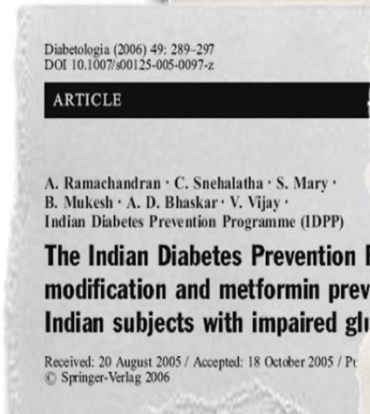 Diabetologia (2006) 49: 289–297
DOI 10.1007/s00125-005-0097-z
ARTICLE
A. Ramachandran · C. Snehalatha · S. Mary ·
B. Mukesh · A. D. Bhaskar · V. Vijay ·
Indian Diabetes Prevention Programme (IDPP)
The Indian Diabetes Prevention
modification and metformin prev
Indian subjects with impaired glu
Received: 20 August 2005 / Accepted: 18 October 2005 / Pu
© Springer-Verlag 2006